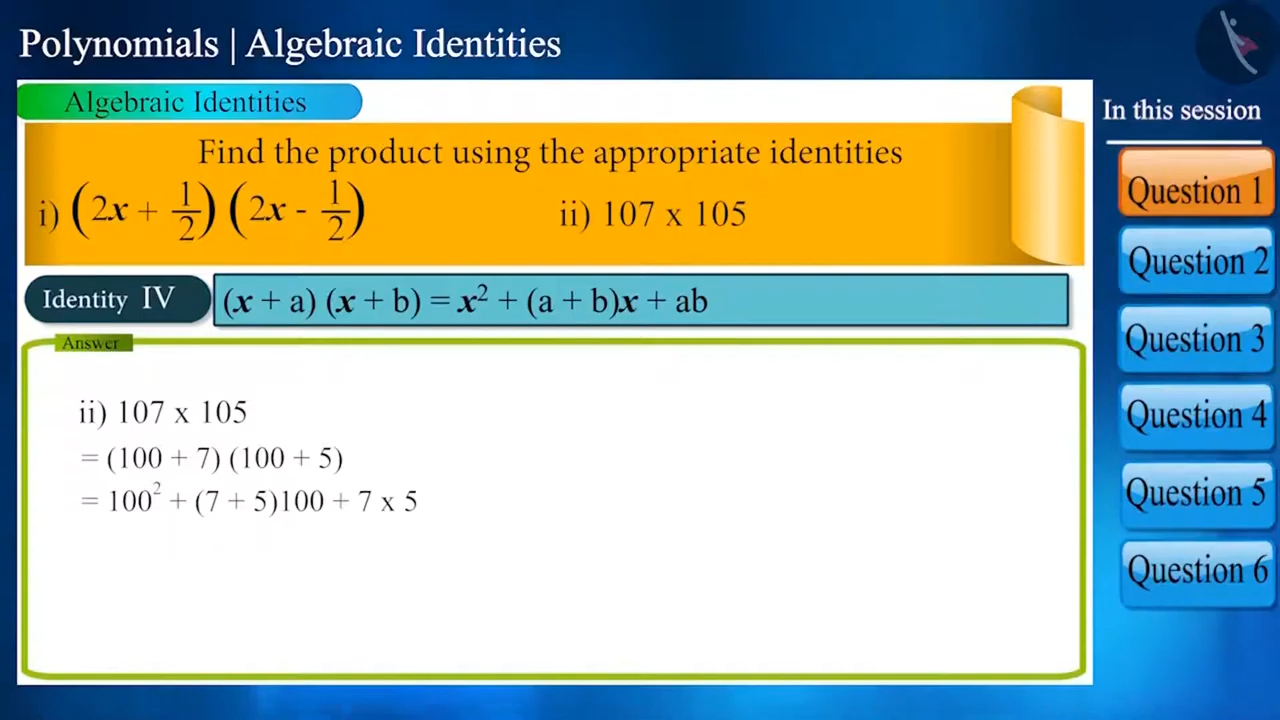 Polynomials | Algebraic Identities
Algebraic Identities
In this session
Find the product using the appropriate identities
i) (2x + 1/2) (2x - 1/2)
ii) 107 x 105
Identity IV
(x + a) (x + b) = x² + (a + b)x + ab
Answer
ii) 107 x 105
= (100 + 7) (100 + 5)
= 100² + (7 + 5)100 + 7 x 5
Question 1
Question 2
Question 3
Question 4
Question 5
Question 6